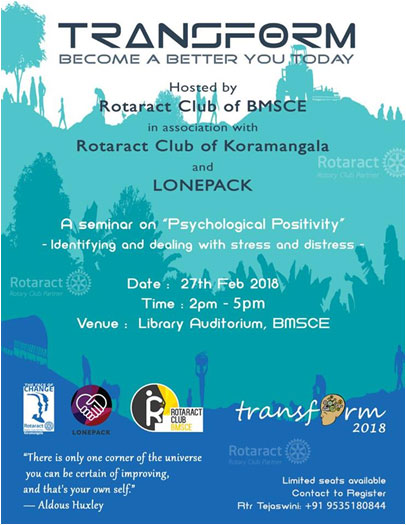 TRANSFORM
BECOME A BETTER YOU TODAY
Hosted by
Rotaract Club of BMSCE
in association with
Rotaract Club of Koramangala
and
LONEPACK
Rotaract
Rotary Club Partner
A seminar on "Psychological Positivity"
- Identifying and dealing with stress and distress -
Rotaract
Rotary Club Partner
Date : 27th Feb 2018
Time : 2pm - 5pm
Venue : Library Auditorium, BMSCE
THE FACE OF
CHANGE
Rotaract
LONEPACK
ROTARACT
CLUB
BMSCE
transform
2018
"There is only one corner of the universe
you can be certain of improving,
and that's your own self."
— Aldous Huxley
Rotaract
Rotary Club Partner
Limited seats available
Contact to Register
Rtr Tejaswini: +91 9535180844